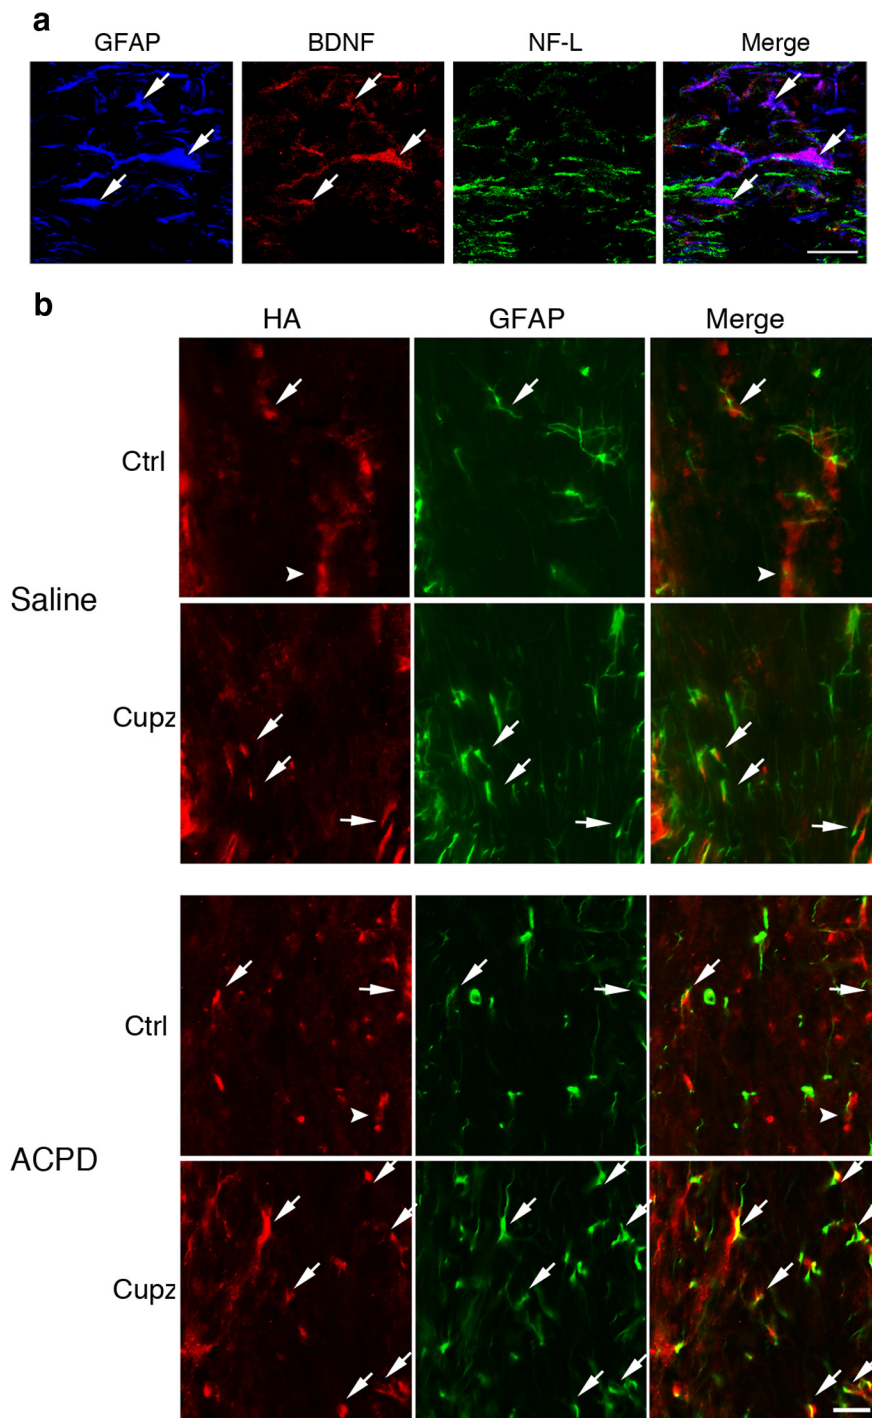 a
GFAP BDNF NF-L Merge
b
HA GFAP Merge
Ctrl
Saline
Cupz
Ctrl
ACPD
Cupz